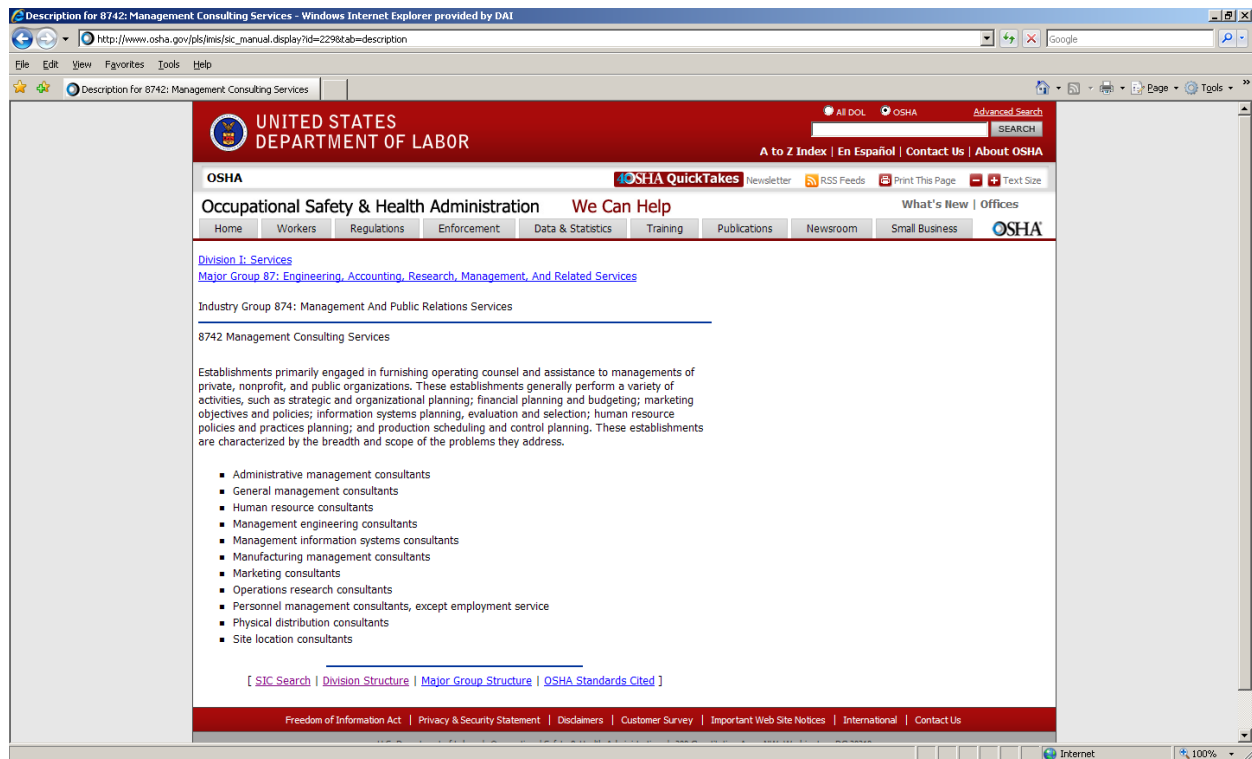 Description for 8742: Management Consulting Services - Windows Internet Explorer provided by DAI
http://www.osha.gov/pls/imis/sic_manual.display?id=229&tab=description
Google
File Edit View Favorites Tools Help
Description for 8742: Management Consulting Services
Page Tools »
UNITED STATES
DEPARTMENT OF LABOR
All DOL OSHA Advanced Search
SEARCH
A to Z Index | En Español | Contact Us | About OSHA
OSHA
OSHA QuickTakes Newsletter RSS Feeds Print This Page Text Size
Occupational Safety & Health Administration We Can Help
What's New | Offices
Home Workers Regulations Enforcement Data & Statistics Training Publications Newsroom Small Business OSHA
Division I: Services
Major Group 87: Engineering, Accounting, Research, Management, And Related Services
Industry Group 874: Management And Public Relations Services
8742 Management Consulting Services
Establishments primarily engaged in furnishing operating counsel and assistance to managements of
private, nonprofit, and public organizations. These establishments generally perform a variety of
activities, such as strategic and organizational planning; financial planning and budgeting; marketing
objectives and policies; information systems planning, evaluation and selection; human resource
policies and practices planning; and production scheduling and control planning. These establishments
are characterized by the breadth and scope of the problems they address.
Administrative management consultants
General management consultants
Human resource consultants
Management engineering consultants
Management information systems consultants
Manufacturing management consultants
Marketing consultants
Operations research consultants
Personnel management consultants, except employment service
Physical distribution consultants
Site location consultants
[ SIC Search | Division Structure | Major Group Structure | OSHA Standards Cited ]
Freedom of Information Act | Privacy & Security Statement | Disclaimers | Customer Survey | Important Web Site Notices | International | Contact Us
Internet 100%